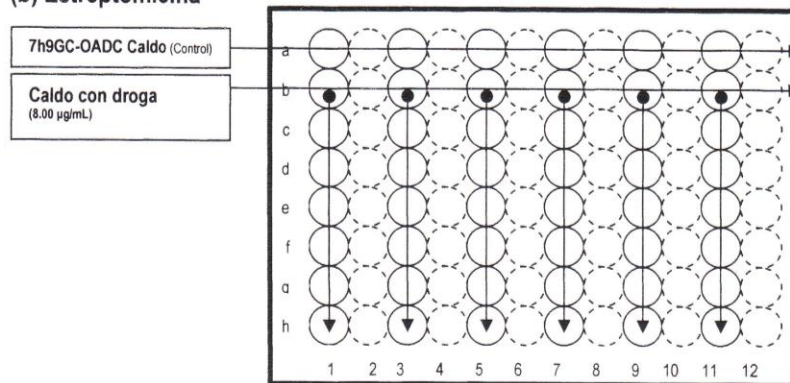 (b) Estreptomicina
7h9GC-OADC Caldo (Control)
Caldo con droga
(8.00 µg/mL)
a
b
c
d
e
f
g
h
1 2 3 4 5 6 7 8 9 10 11 12